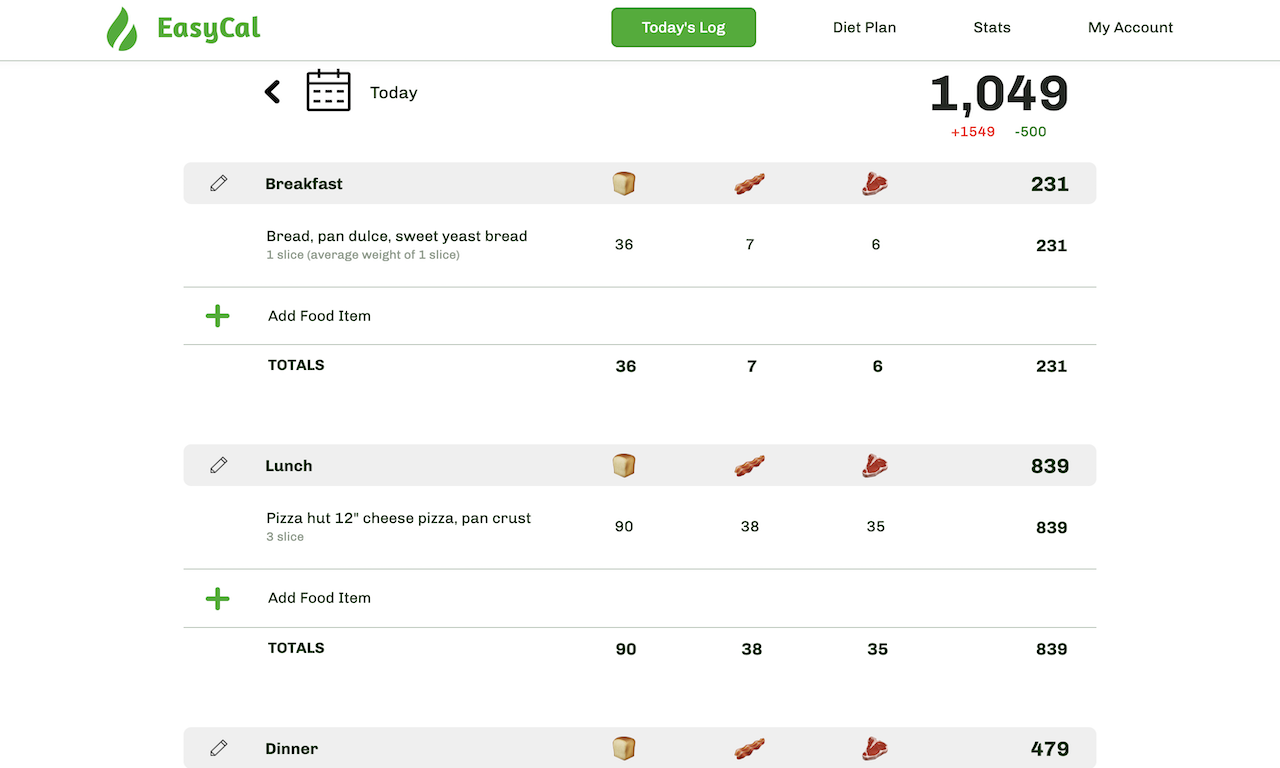 EasyCal
Today's Log
Diet Plan
Stats
My Account
Today
1,049
+1549 -500
Breakfast 231
Bread, pan dulce, sweet yeast bread
1 slice (average weight of 1 slice)
36 7 6 231
Add Food Item
TOTALS 36 7 6 231
Lunch 839
Pizza hut 12" cheese pizza, pan crust
3 slice
90 38 35 839
Add Food Item
TOTALS 90 38 35 839
Dinner 479